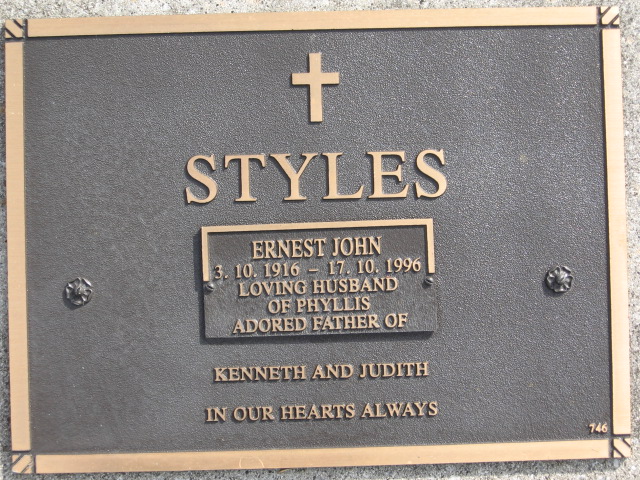 STYLES
ERNEST JOHN
3. 10. 1916 – 17. 10. 1996
LOVING HUSBAND
OF PHYLLIS
ADORED FATHER OF
KENNETH AND JUDITH
IN OUR HEARTS ALWAYS
746